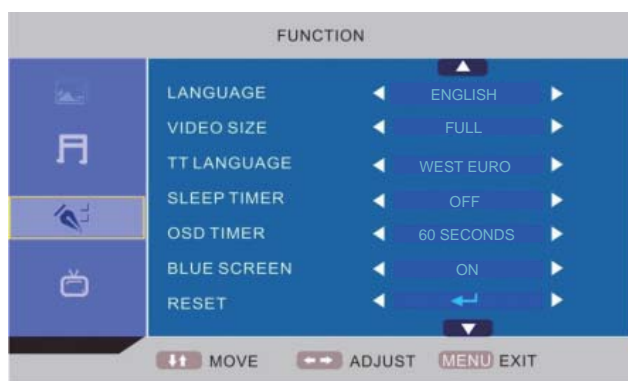 FUNCTION
LANGUAGE ENGLISH
VIDEO SIZE FULL
TT LANGUAGE WEST EURO
SLEEP TIMER OFF
OSD TIMER 60 SECONDS
BLUE SCREEN ON
RESET
MOVE ADJUST MENU EXIT